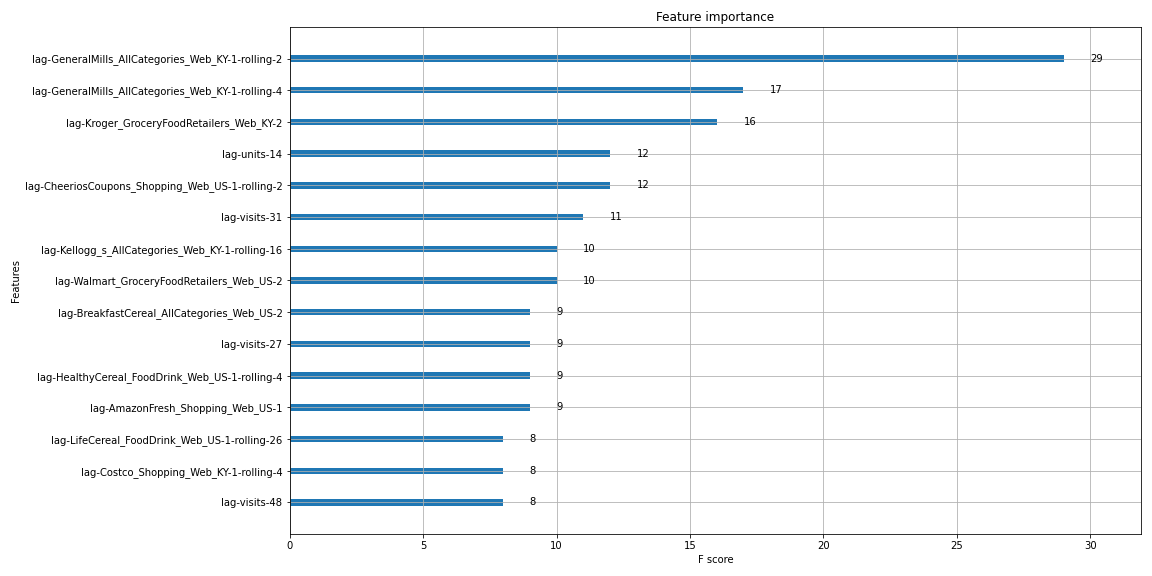 Feature importance
lag-GeneralMills_AllCategories_Web_KY-1-rolling-2 29
lag-GeneralMills_AllCategories_Web_KY-1-rolling-4 17
lag-Kroger_GroceryFoodRetailers_Web_KY-2 16
lag-units-14 12
lag-CheeriosCoupons_Shopping_Web_US-1-rolling-2 12
lag-visits-31 11
lag-Kellogg_s_AllCategories_Web_KY-1-rolling-16 10
lag-Walmart_GroceryFoodRetailers_Web_US-2 10
lag-BreakfastCereal_AllCategories_Web_US-2 9
lag-visits-27 9
lag-HealthyCereal_FoodDrink_Web_US-1-rolling-4 9
lag-AmazonFresh_Shopping_Web_US-1 9
lag-LifeCereal_FoodDrink_Web_US-1-rolling-26 8
lag-Costco_Shopping_Web_KY-1-rolling-4 8
lag-visits-48 8
Features
0 5 10 15 20 25 30
F score